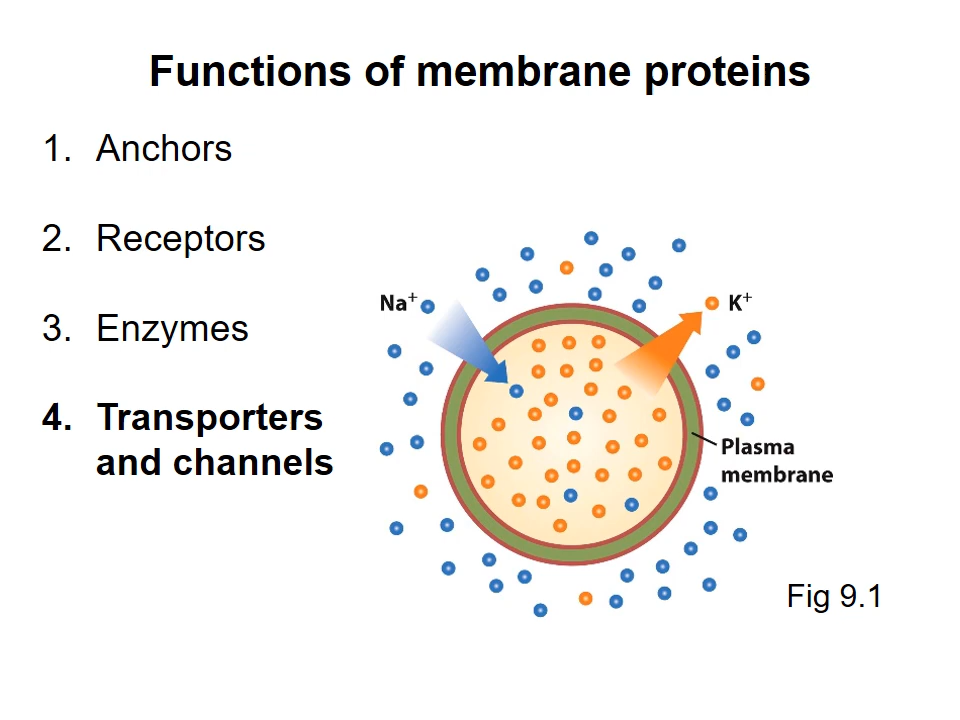 Functions of membrane proteins
1. Anchors
2. Receptors
3. Enzymes
4. Transporters
and channels
Na⁺
K⁺
Plasma
membrane
Fig 9.1